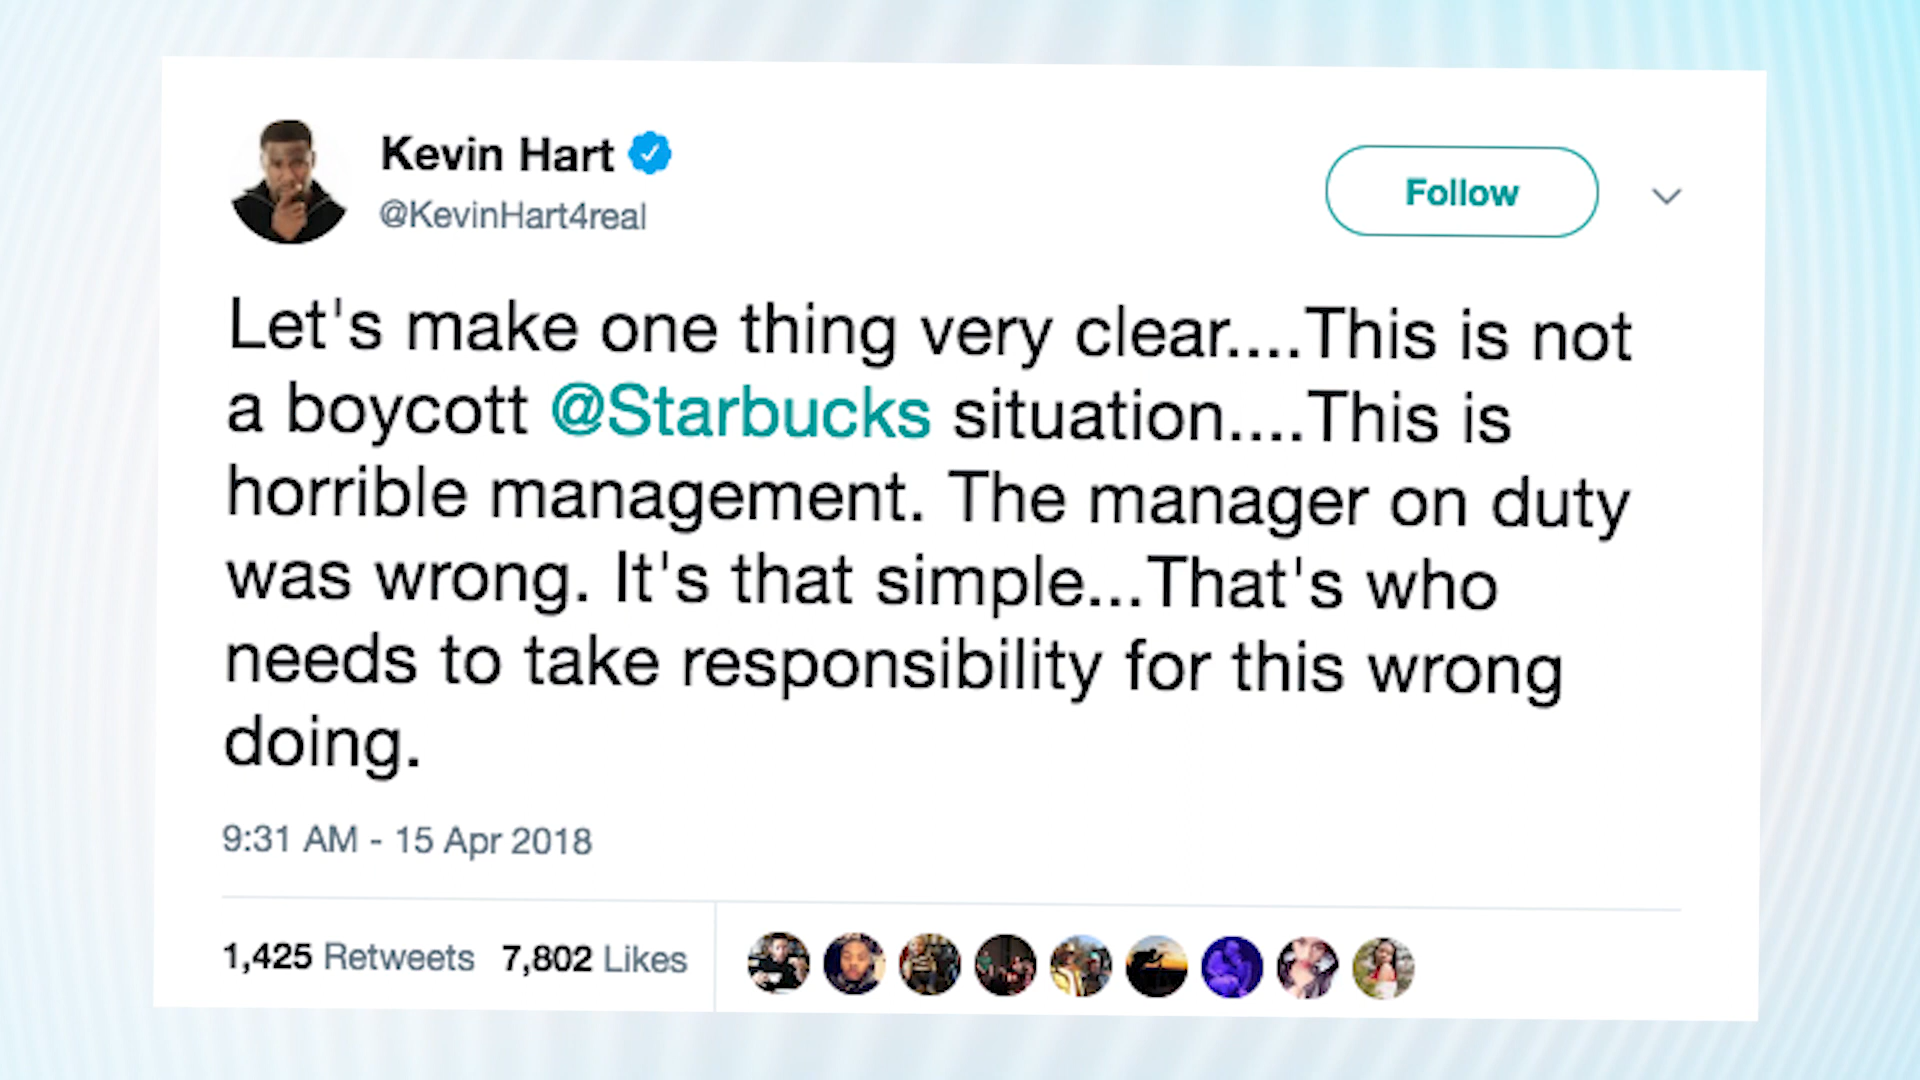 Kevin Hart
@KevinHart4real
Follow
Let's make one thing very clear....This is not
a boycott @Starbucks situation....This is
horrible management. The manager on duty
was wrong. It's that simple...That's who
needs to take responsibility for this wrong
doing.
9:31 AM - 15 Apr 2018
1,425 Retweets 7,802 Likes